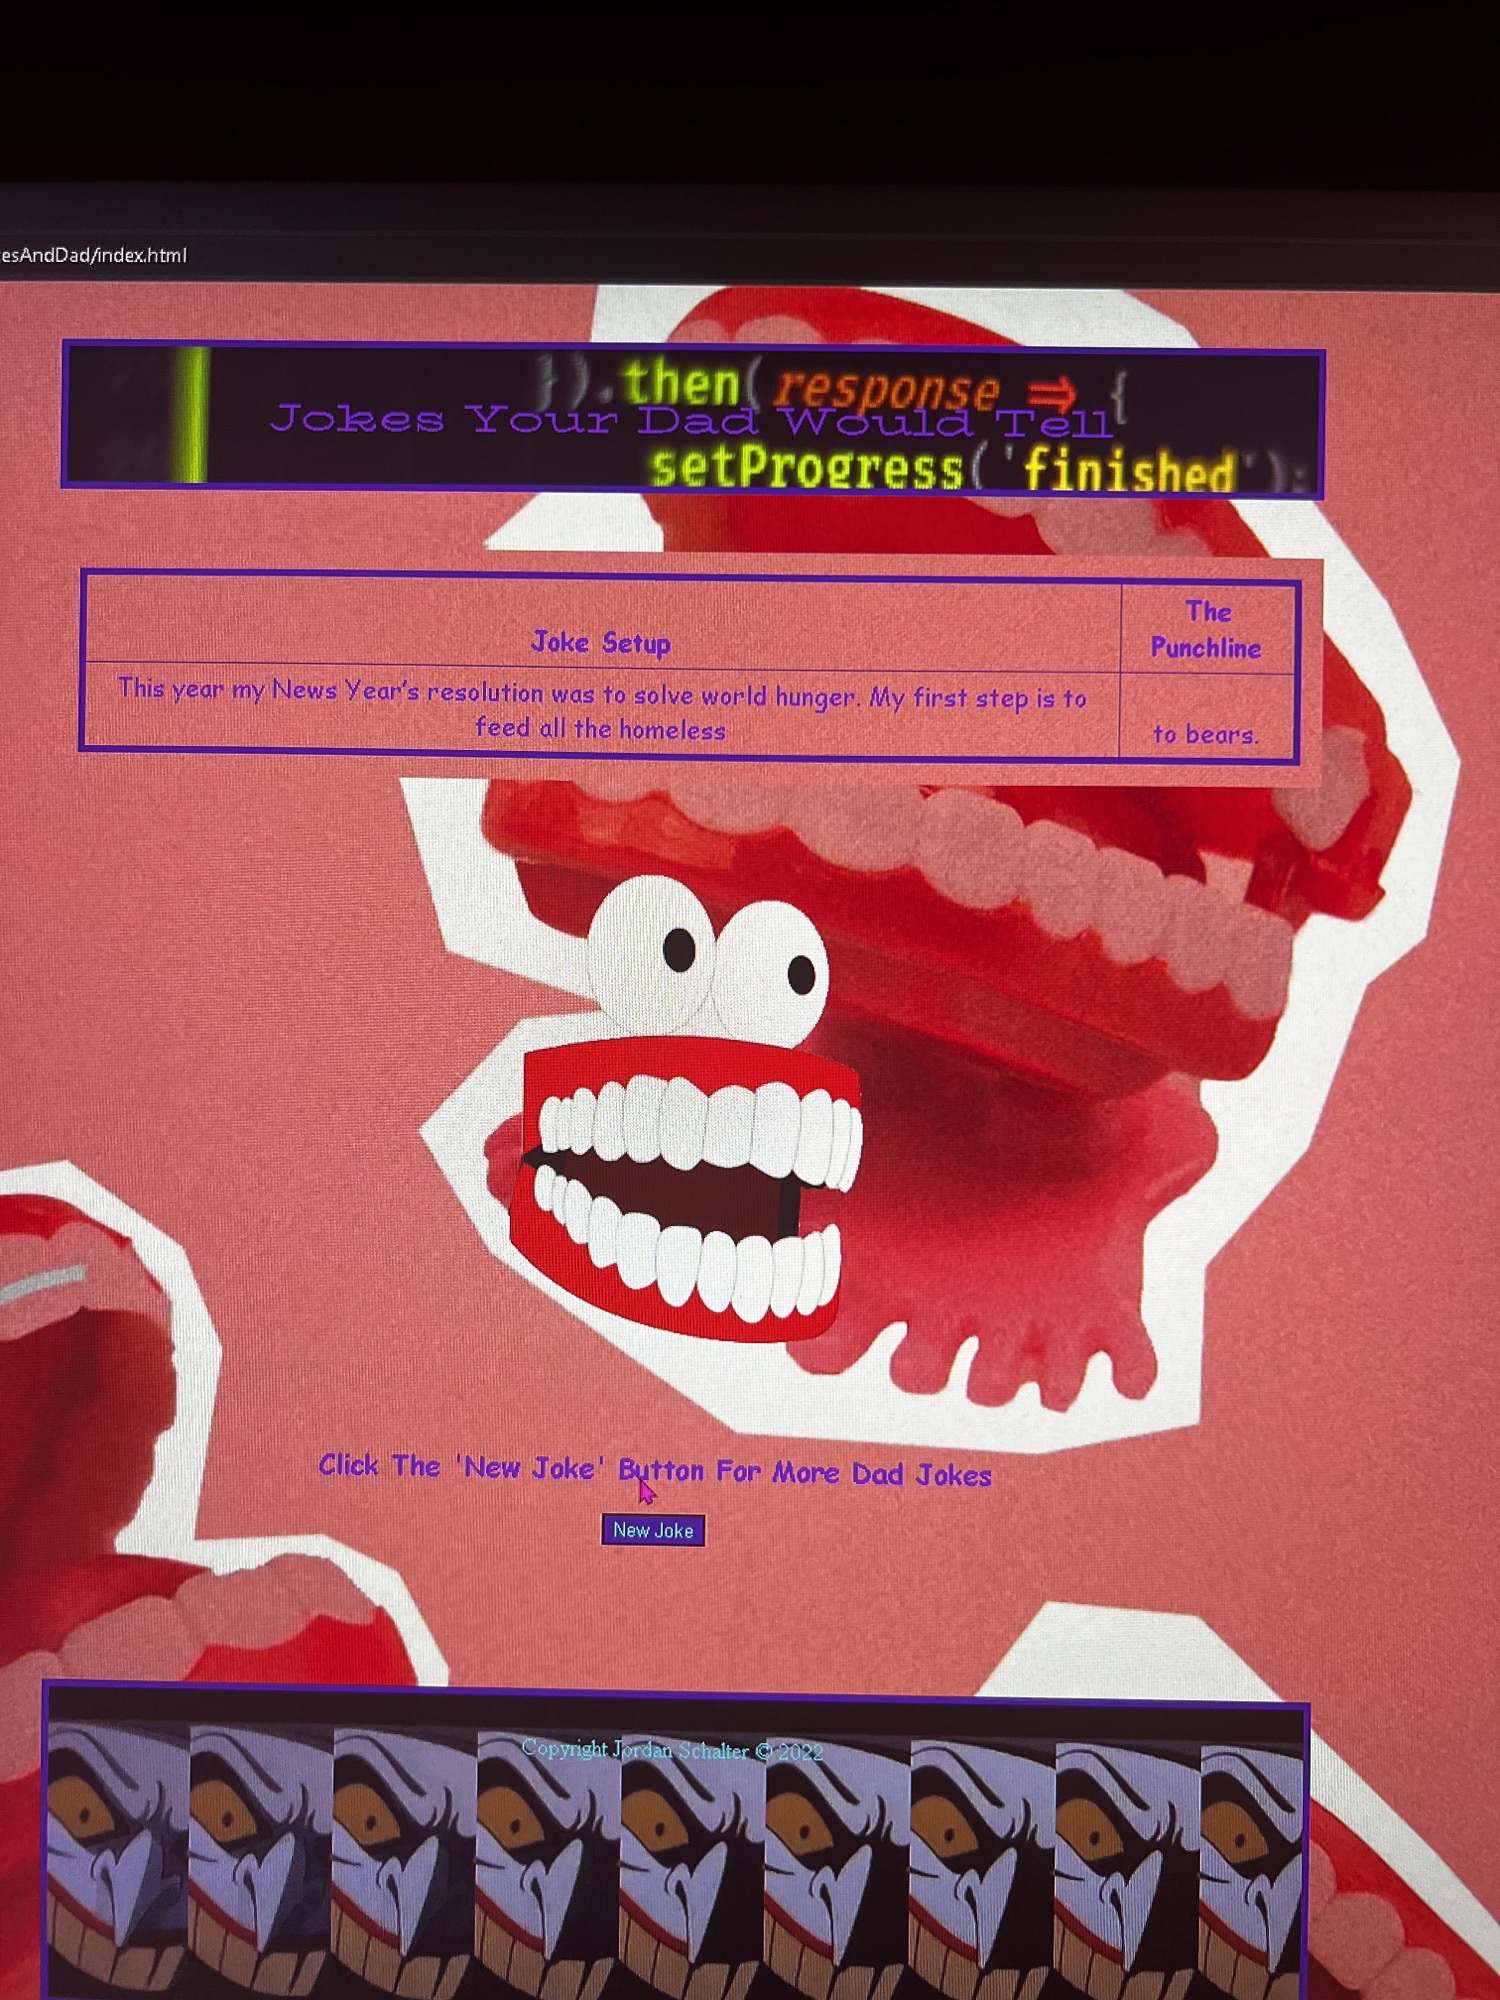 esAndDad/index.html
}).then(response => {
Jokes Your Dad Would Tell
setProgress('finished');
Joke Setup
The
Punchline
This year my News Year's resolution was to solve world hunger. My first step is to
feed all the homeless
to bears.
Click The 'New Joke' Button For More Dad Jokes
New Joke
Copyright Jordan Schalter © 2022